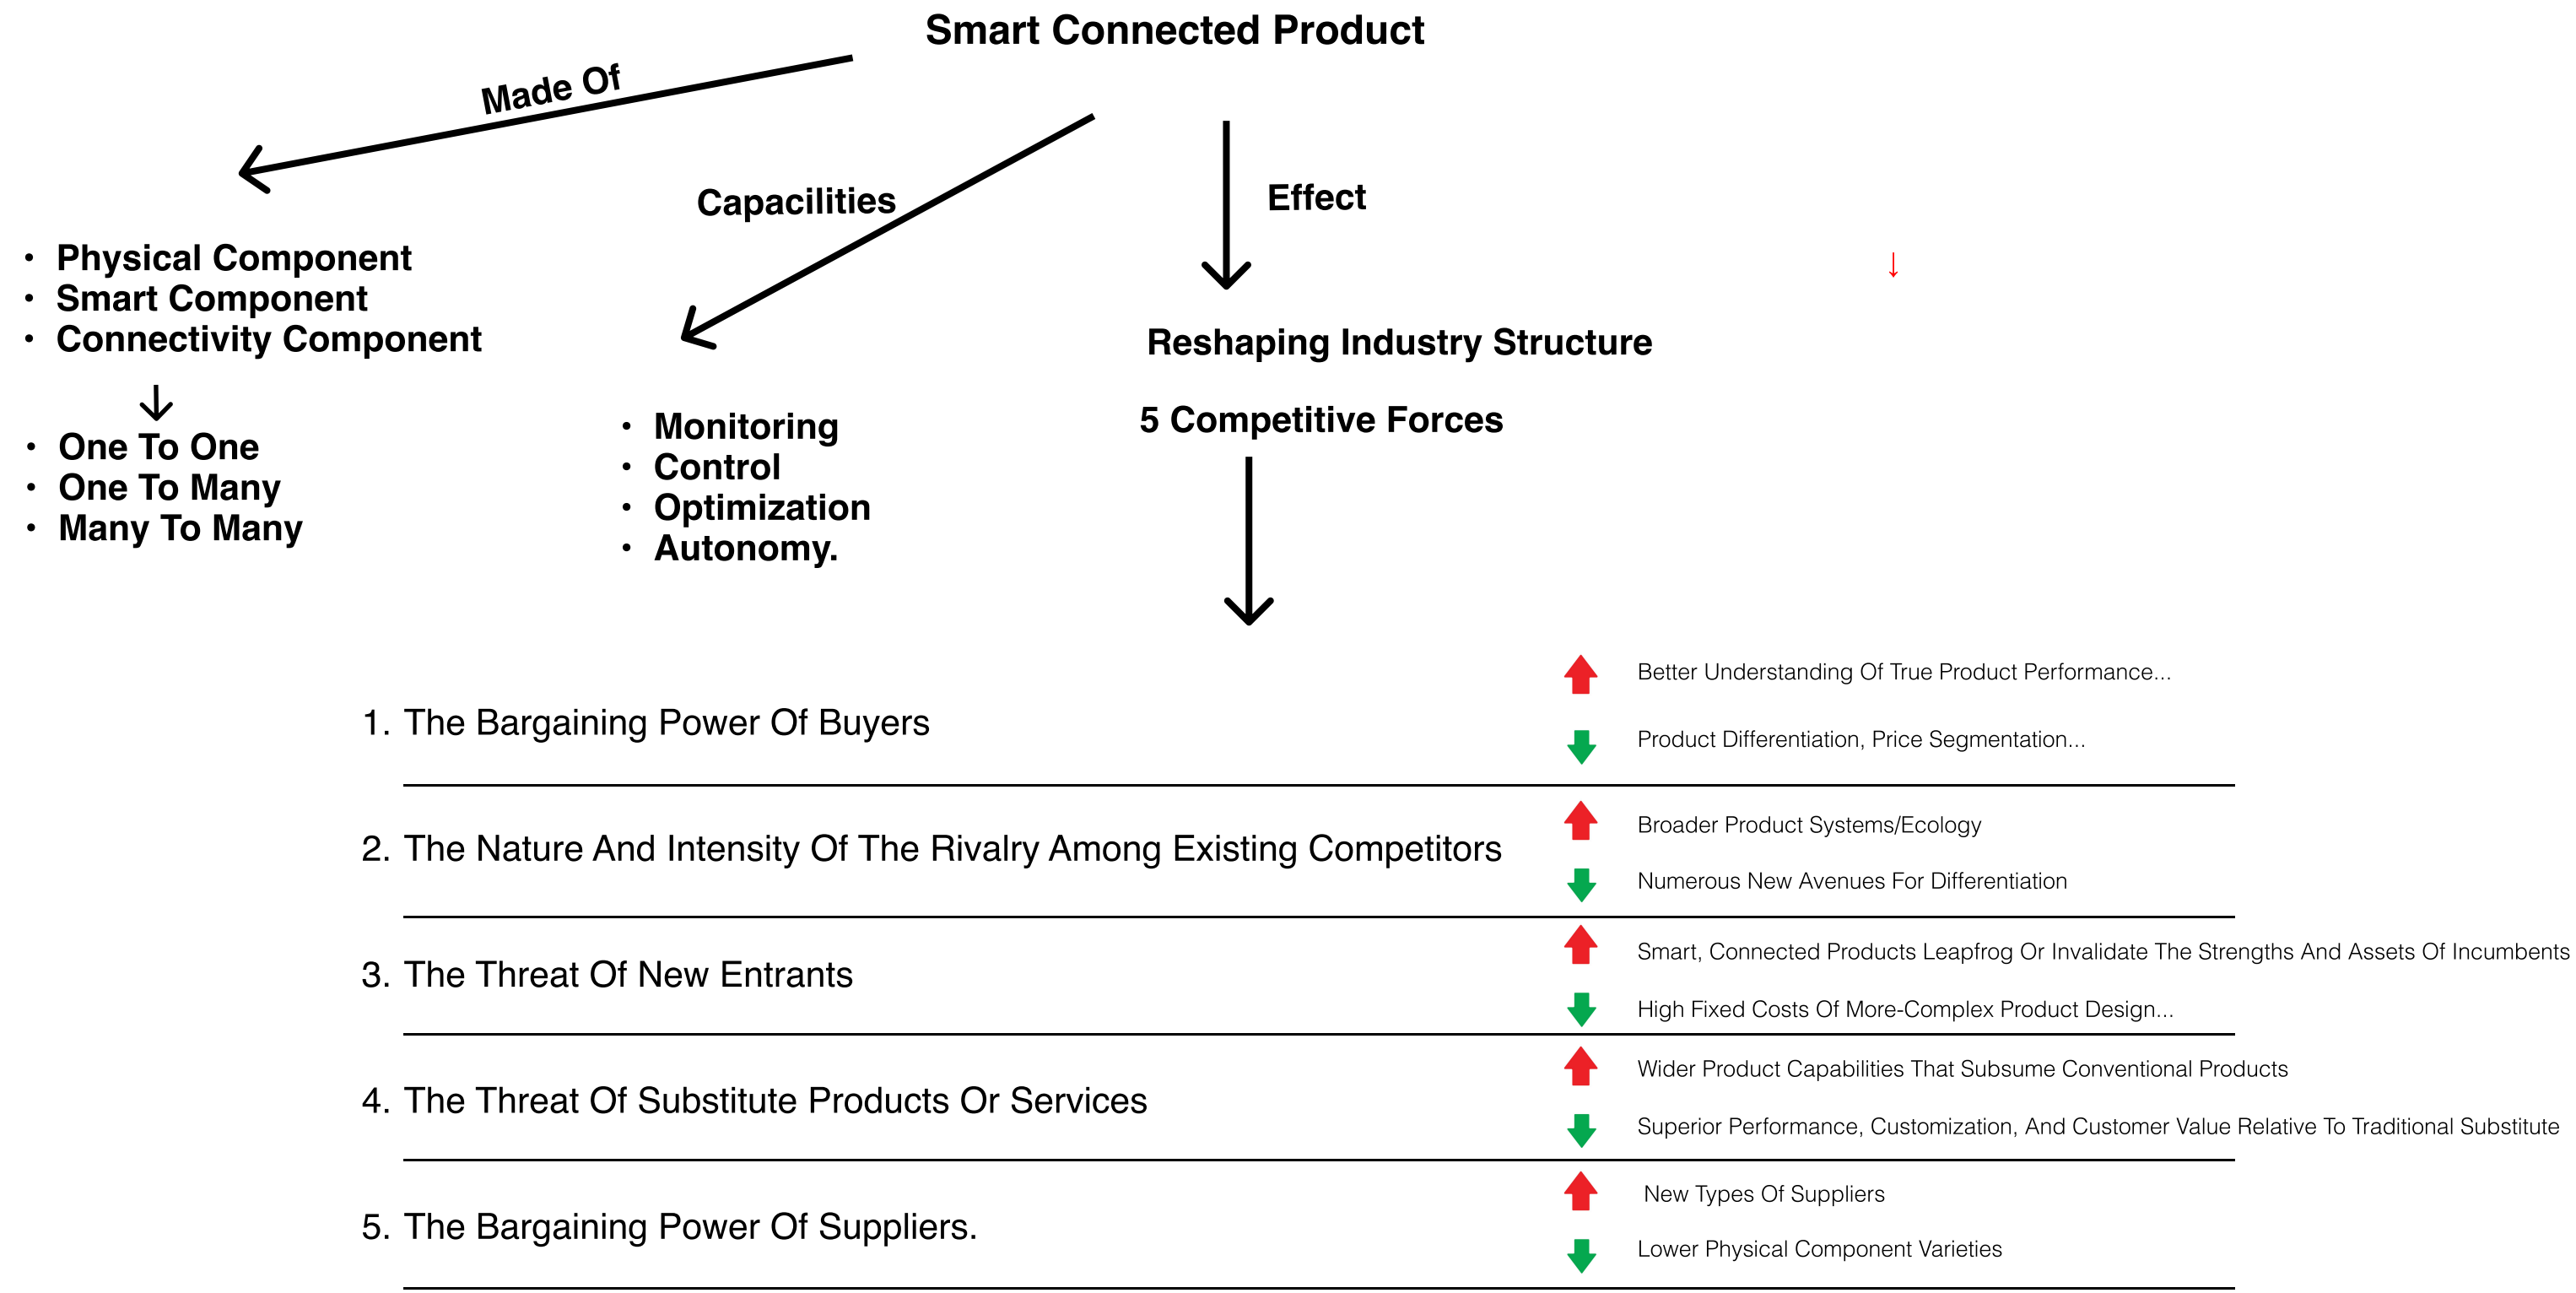 Smart Connected Product
Made Of
Capacilities
Effect
• Physical Component
• Smart Component
• Connectivity Component
↓
• One To One
• One To Many
• Many To Many
• Monitoring
• Control
• Optimization
• Autonomy.
Reshaping Industry Structure
5 Competitive Forces
1. The Bargaining Power Of Buyers
Better Understanding Of True Product Performance...
Product Differentiation, Price Segmentation...
2. The Nature And Intensity Of The Rivalry Among Existing Competitors
Broader Product Systems/Ecology
Numerous New Avenues For Differentiation
3. The Threat Of New Entrants
Smart, Connected Products Leapfrog Or Invalidate The Strengths And Assets Of Incumbents
High Fixed Costs Of More-Complex Product Design...
4. The Threat Of Substitute Products Or Services
Wider Product Capabilities That Subsume Conventional Products
Superior Performance, Customization, And Customer Value Relative To Traditional Substitute
5. The Bargaining Power Of Suppliers.
New Types Of Suppliers
Lower Physical Component Varieties